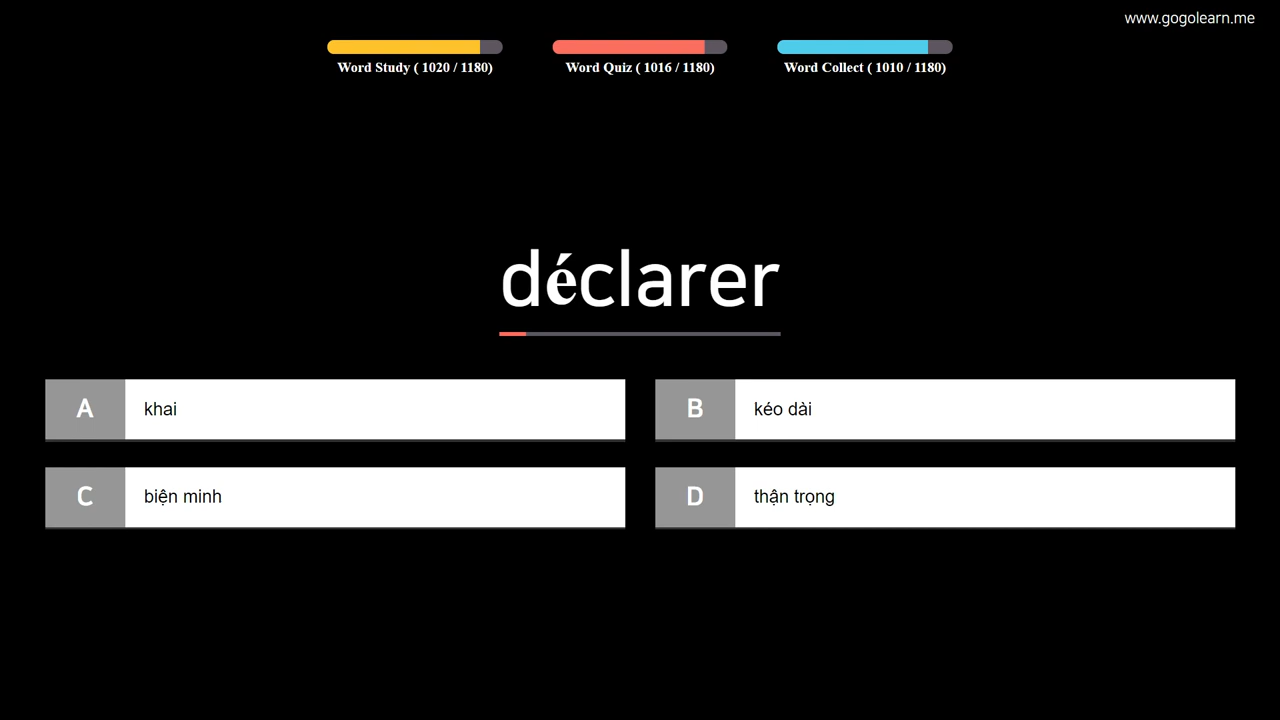 www.gogolearn.me
Word Study ( 1020 / 1180)
Word Quiz ( 1016 / 1180)
Word Collect ( 1010 / 1180)
déclarer
A khai
B kéo dài
C biện minh
D thận trọng